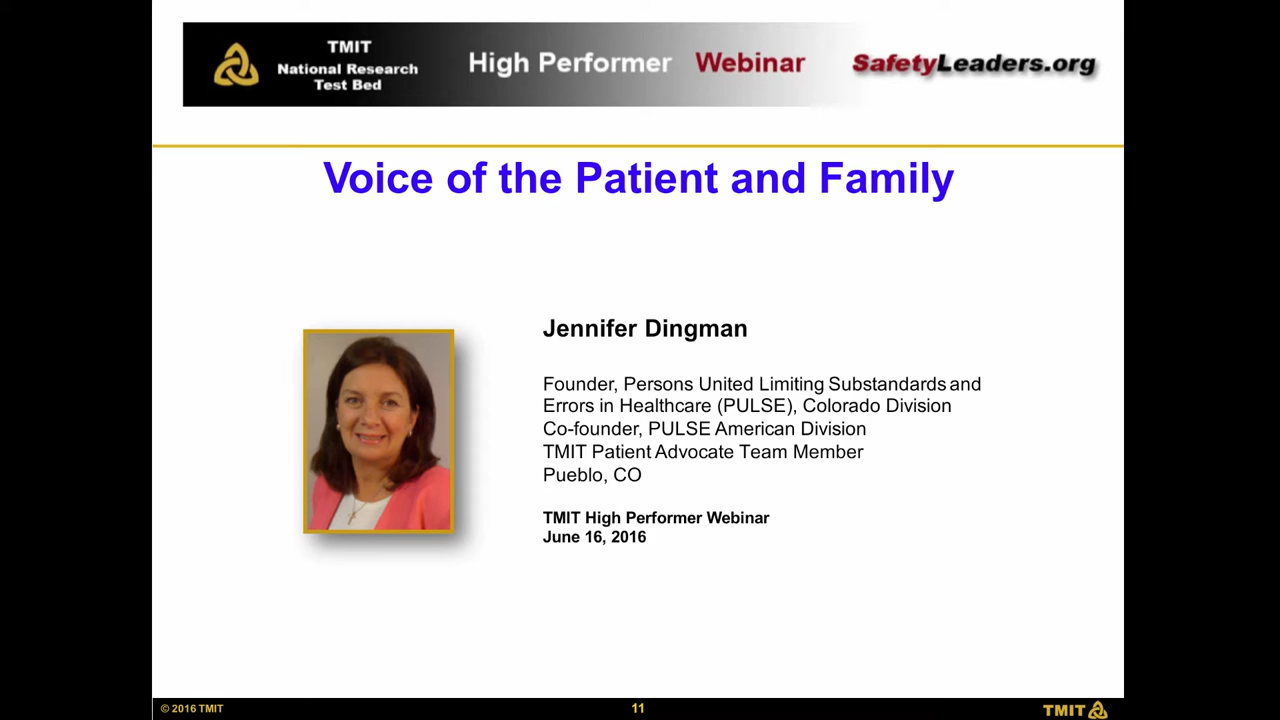 TMIT
National Research
Test Bed
High Performer Webinar
SafetyLeaders.org
Voice of the Patient and Family
Jennifer Dingman
Founder, Persons United Limiting Substandards and
Errors in Healthcare (PULSE), Colorado Division
Co-founder, PULSE American Division
TMIT Patient Advocate Team Member
Pueblo, CO
TMIT High Performer Webinar
June 16, 2016
© 2016 TMIT
11
TMIT